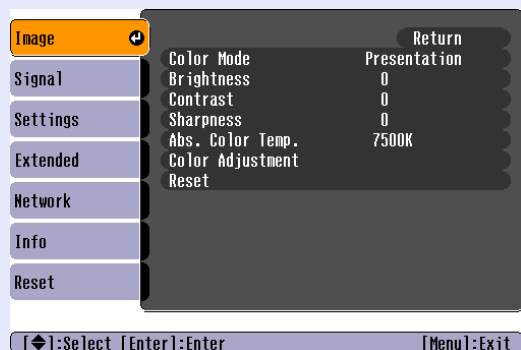 Image
Signal
Settings
Extended
Network
Info
Reset
Return
Color Mode Presentation
Brightness 0
Contrast 0
Sharpness 0
Abs. Color Temp. 7500K
Color Adjustment
Reset
[◆]:Select [Enter]:Enter [Menu]:Exit